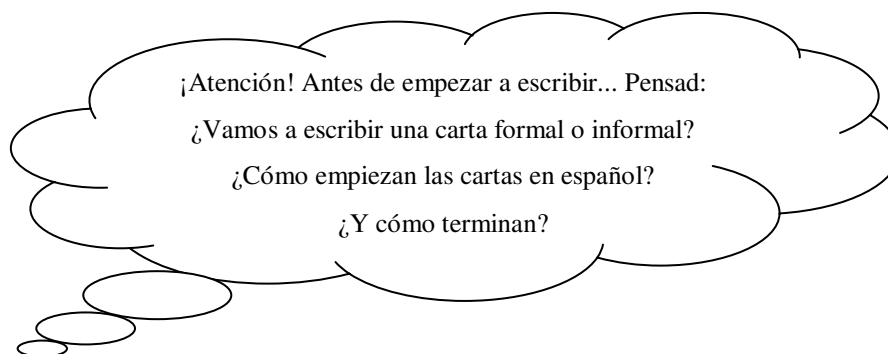 ¡Atención! Antes de empezar a escribir... Pensad:
¿Vamos a escribir una carta formal o informal?
¿Cómo empiezan las cartas en español?
¿Y cómo terminan?